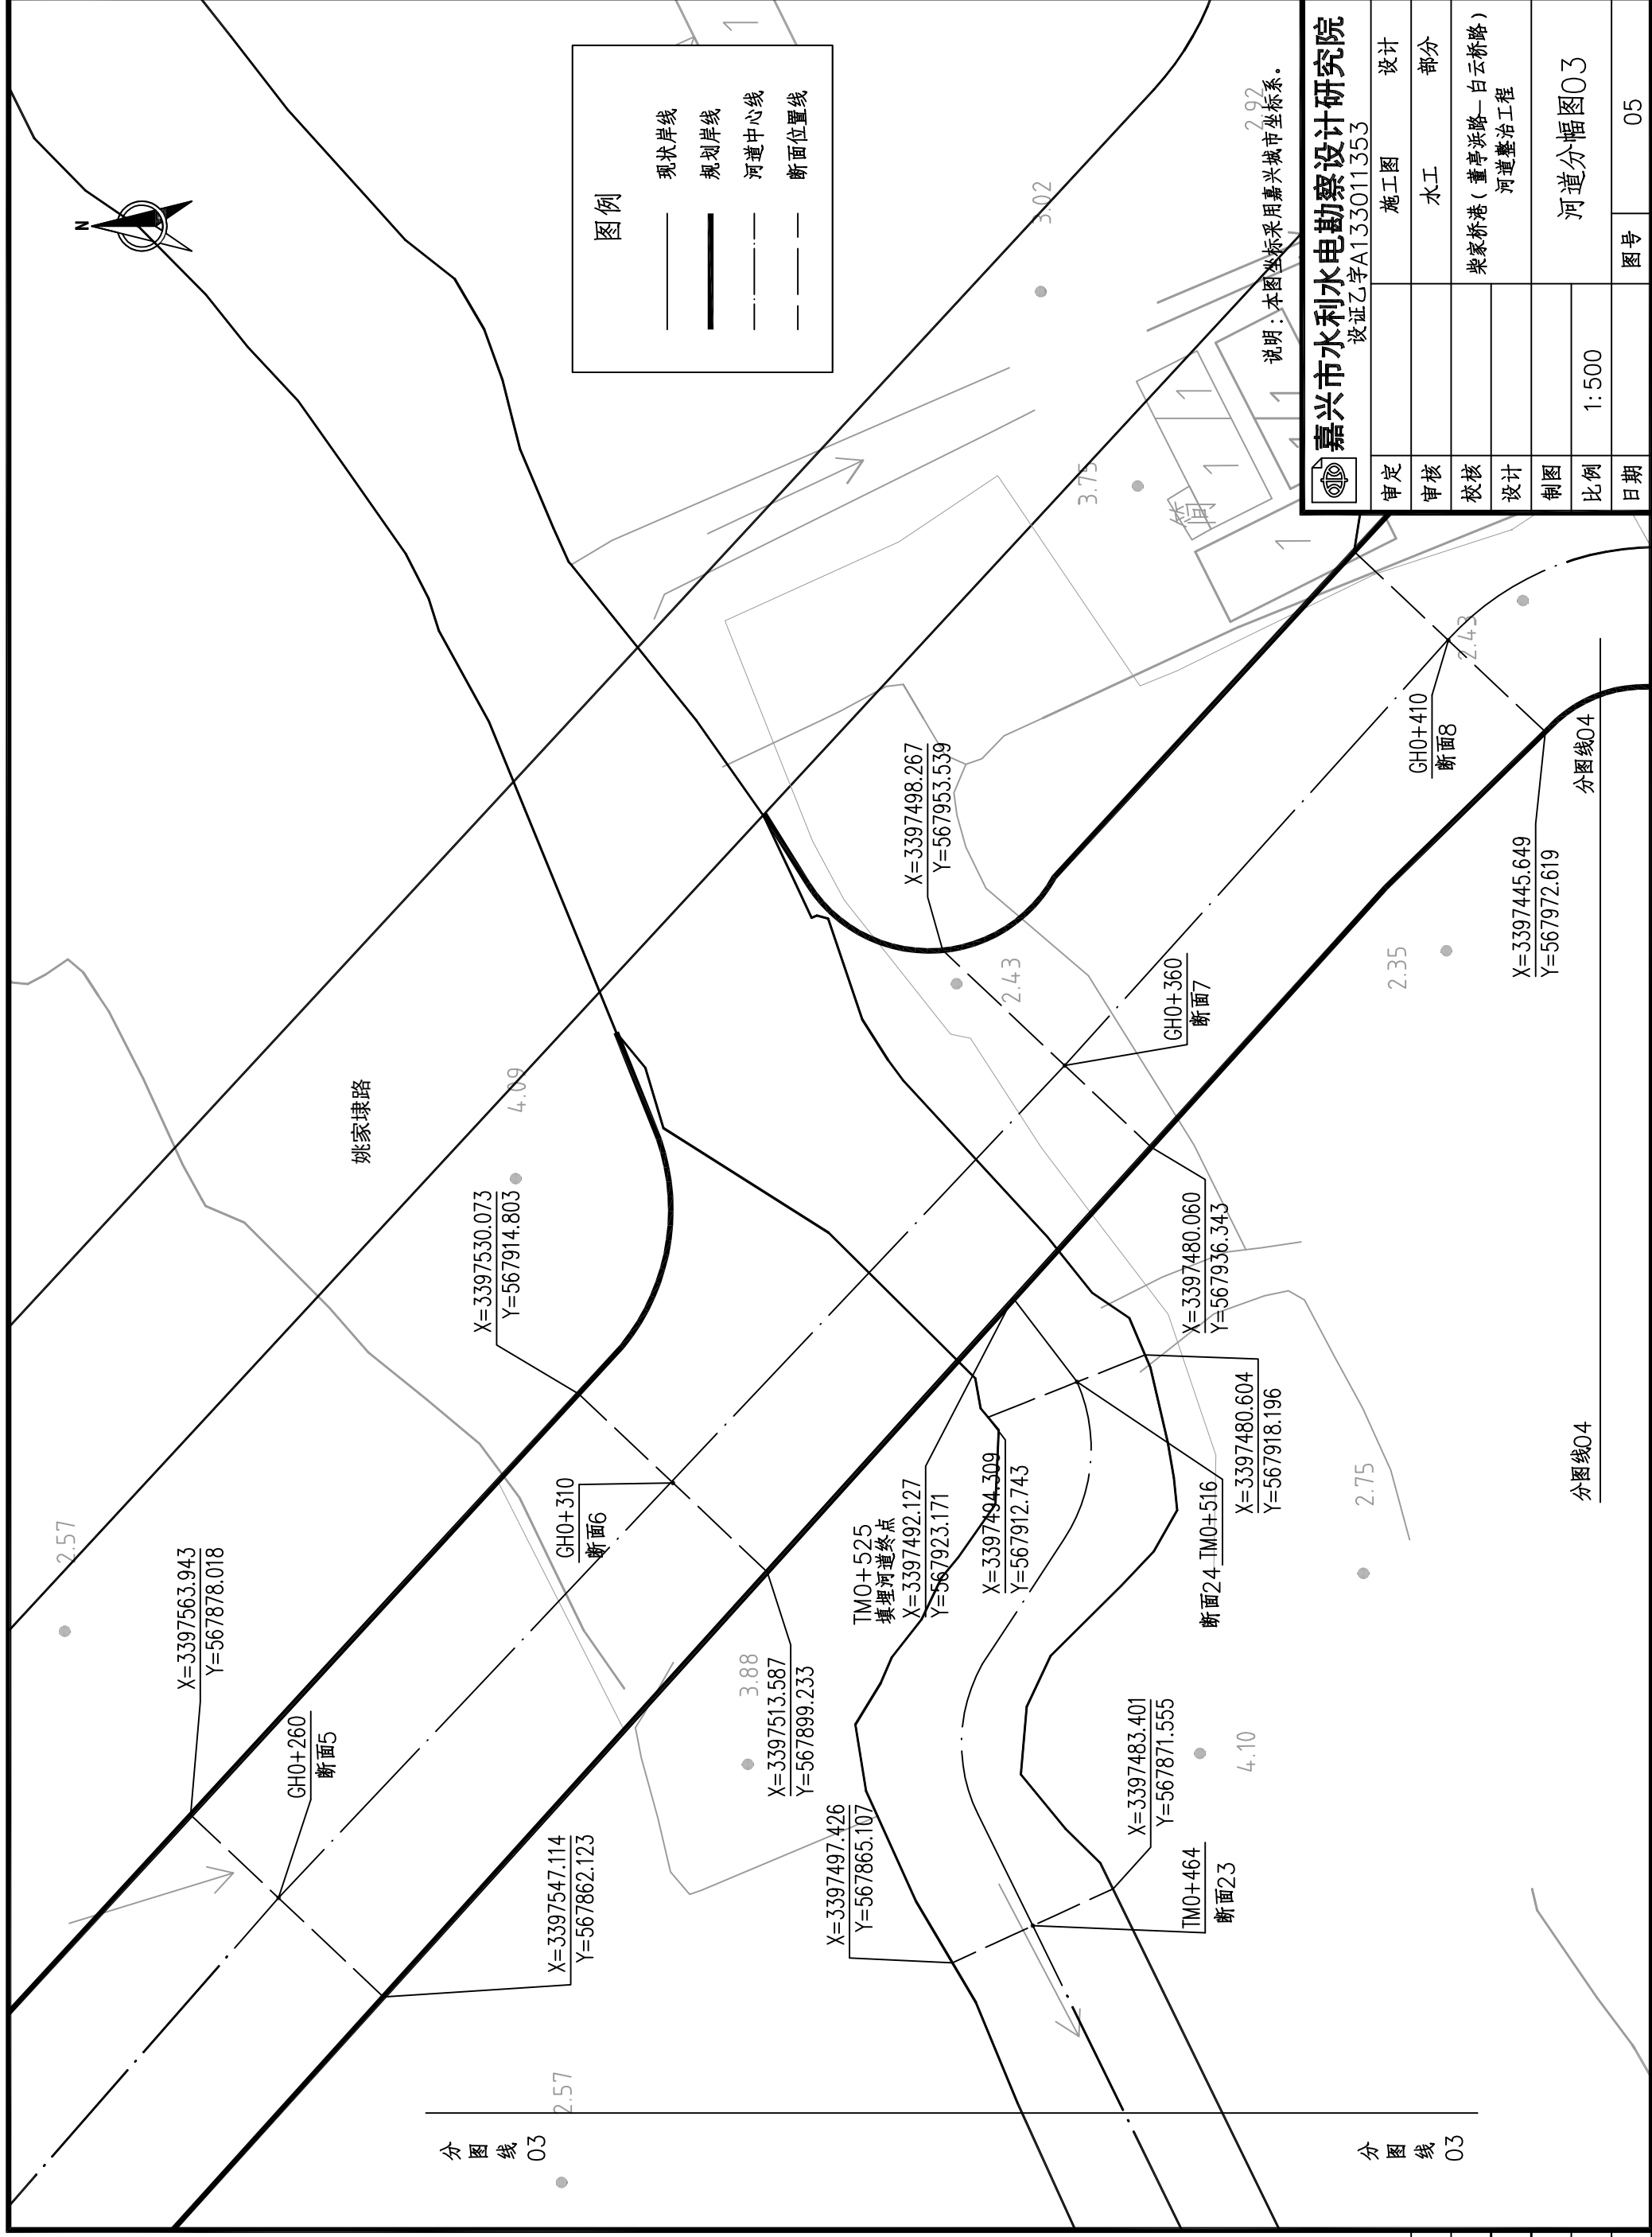 N
图例
现状岸线
规划岸线
河道中心线
断面位置线
姚家埭路
X=3397563.943
Y=567878.018
GH0+260
断面5
X=3397547.114
Y=567862.123
X=3397530.073
Y=567914.803
GH0+310
断面6
X=3397513.587
Y=567899.233
X=3397498.267
Y=567953.539
GH0+360
断面7
X=3397480.060
Y=567936.343
GH0+410
断面8
X=3397445.649
Y=567972.619
TM0+525
填埋河道终点
X=3397492.127
Y=567923.171
X=3397494.309
Y=567912.743
断面24 TM0+516
X=3397480.604
Y=567918.196
X=3397497.426
Y=567865.107
X=3397483.401
Y=567871.555
TM0+464
断面23
2.57
2.57
4.09
3.88
2.43
2.43
2.35
2.75
4.10
3.75
3.02
2.92
1
1
1
1
1
1
简
分图线03
分图线03
分图线04
分图线04
说明：本图坐标采用嘉兴城市坐标系。
嘉兴市水利水电勘察设计研究院
设证乙字A133011353
审定
施工图 设计
审核
水工 部分
校核
柴家桥港（董亭浜路—白云桥路）
河道整治工程
设计
制图
河道分幅图03
比例 1:500
日期
图号 05